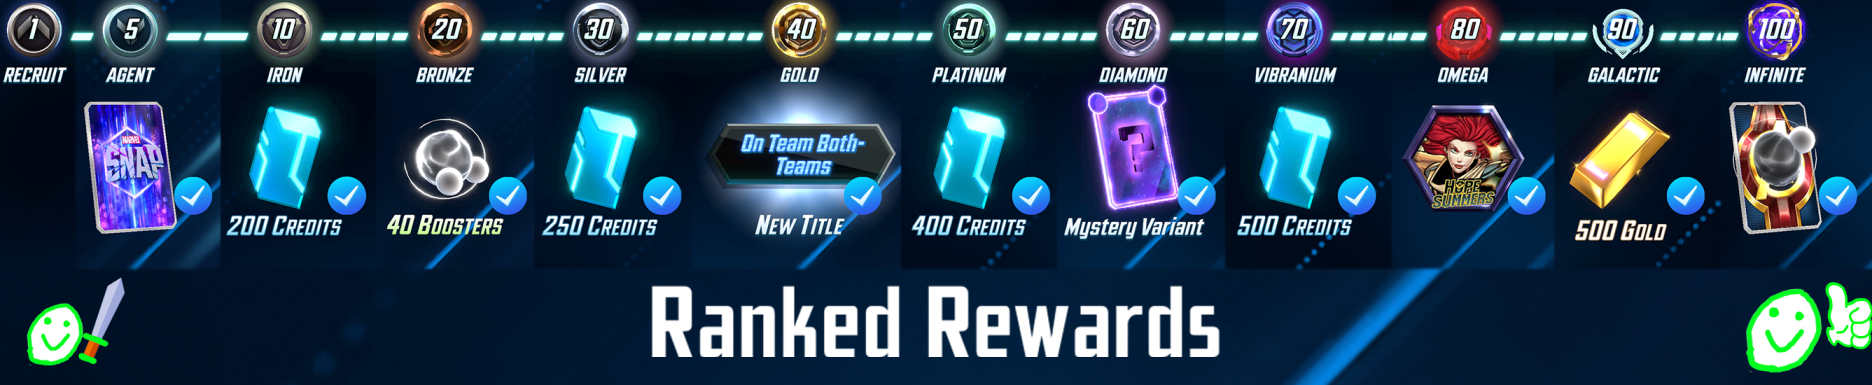 1 5 10 20 30 40 50 60 70 80 90 100
RECRUIT AGENT IRON BRONZE SILVER GOLD PLATINUM DIAMOND VIBRANIUM OMEGA GALACTIC INFINITE
MARVEL
SNAP
On Team Both-
Teams
?
HOPE
SUMMERS
200 CREDITS 40 BOOSTERS 250 CREDITS NEW TITLE 400 CREDITS Mystery Variant 500 CREDITS 500 GOLD
Ranked Rewards